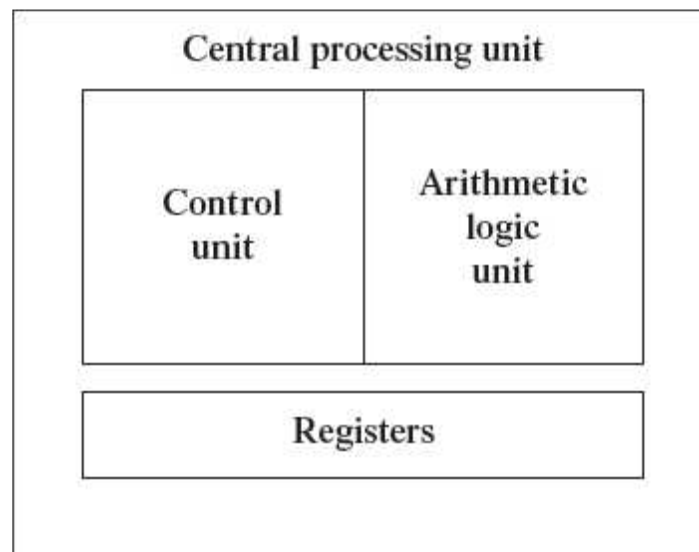 Central processing unit
Control
unit
Arithmetic
logic
unit
Registers